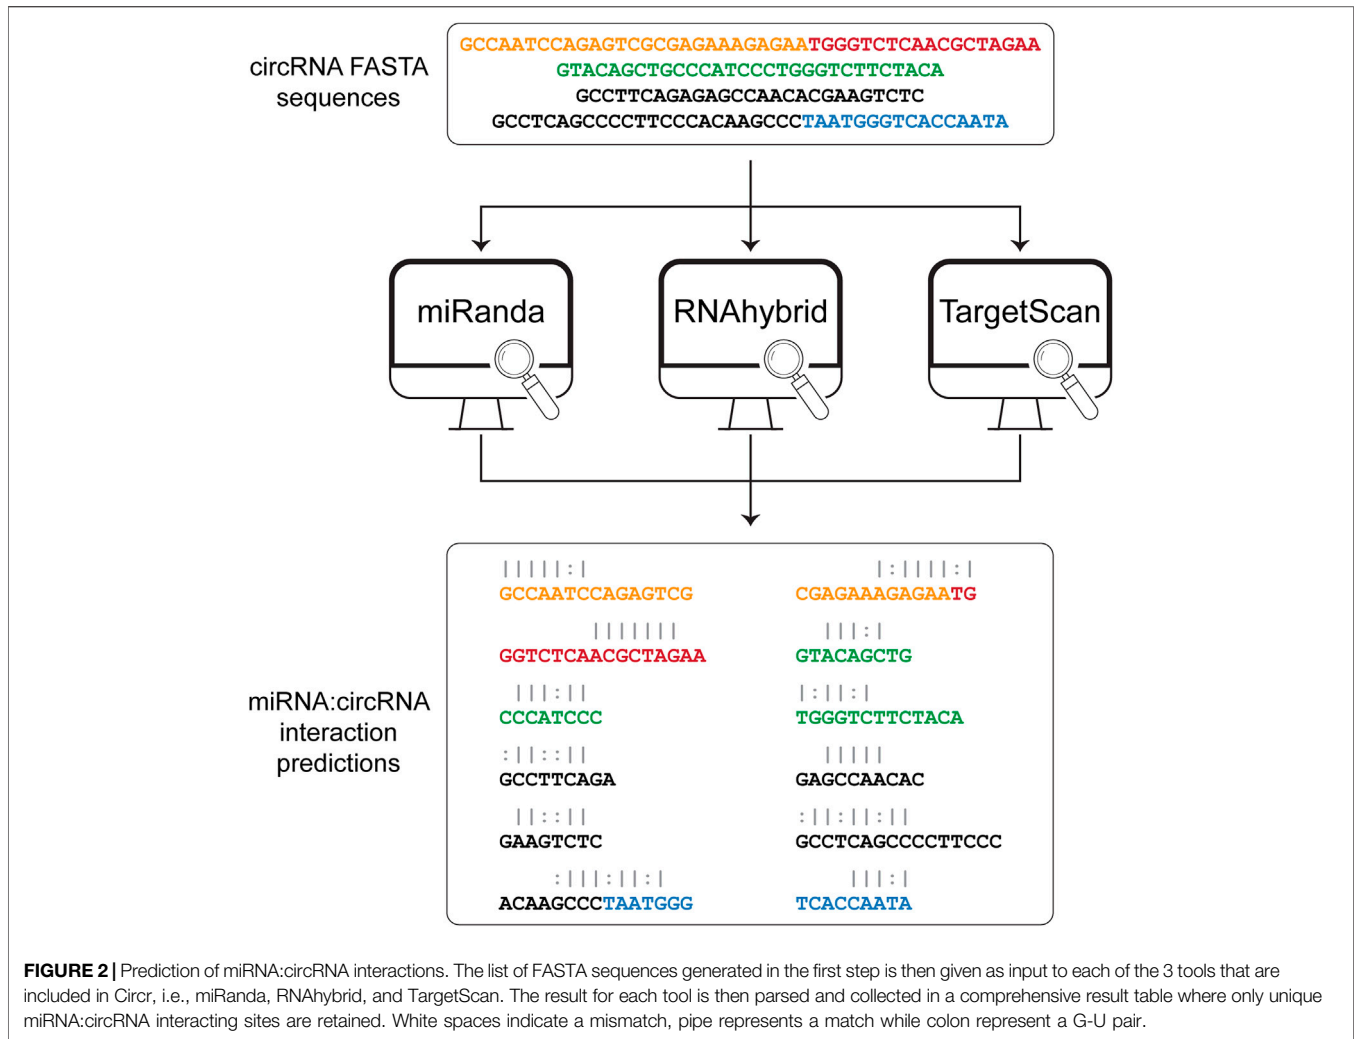 circRNA FASTA
sequences
GCCAATCCAGAGTCGCGAGAAAGAGAATGGGTCTCAACGCTAGAA
GTACAGCTGCCCATCCCTGGGTCTTCTACA
GCCTTCAGAGAGCCAACACGAAGTCTC
GCCTCAGCCCCTTCCCACAAGCCCTAATGGGTCACCAATA
miRanda
RNAhybrid
TargetScan
miRNA:circRNA
interaction
predictions
|||||:| |:||||:|
GCCAATCCAGAGTCG CGAGAAAGAGAATG
||||||| |||:|
GGTCTCAACGCTAGAA GTACAGCTG
|||:|| |:||:|
CCCATCCC TGGGTCTTCTACA
:||::|| |||||
GCCTTCAGA GAGCCAACAC
||::|| :||:||:||
GAAGTCTC GCCTCAGCCCCTTCCC
:|||:||:| |||:|
ACAAGCCCTAATGGG TCACCAATA
FIGURE 2 | Prediction of miRNA:circRNA interactions. The list of FASTA sequences generated in the first step is then given as input to each of the 3 tools that are
included in Circr, i.e., miRanda, RNAhybrid, and TargetScan. The result for each tool is then parsed and collected in a comprehensive result table where only unique
miRNA:circRNA interacting sites are retained. White spaces indicate a mismatch, pipe represents a match while colon represent a G-U pair.